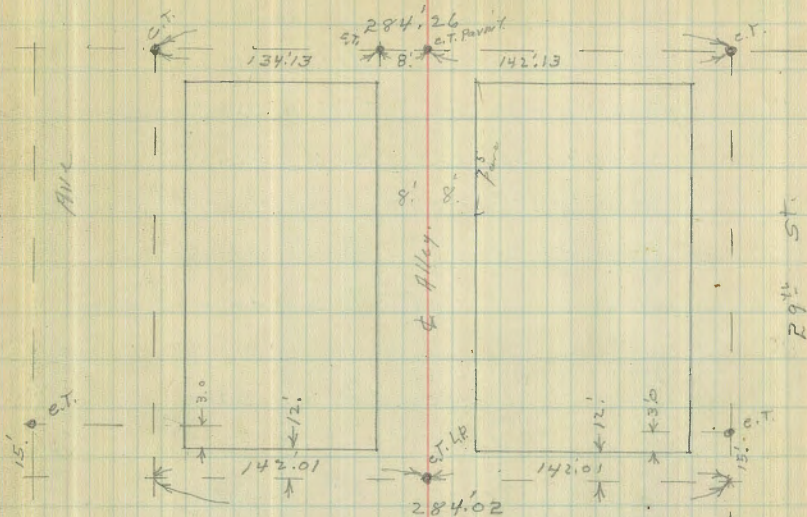 284.'26
C.T.
C.T.
C.T. Pavm't.
C.T.
134.'13
8.'
142.'13
8.'
8.'
Ave
℄ Alley.
29th St.
3.0
12.'
12.'
3.0
C.T.
C.T.
15.'
142.'01
C.T. L.P.
142.'01
15.'
284.'02